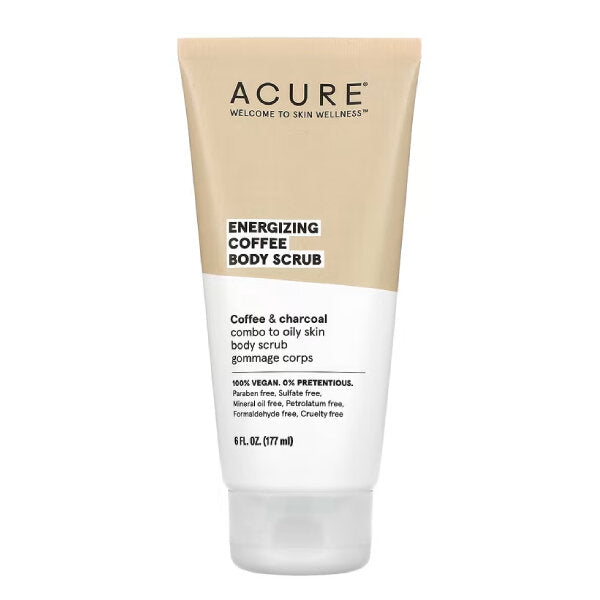 ACURE®
WELCOME TO SKIN WELLNESS™
ENERGIZING
COFFEE
BODY SCRUB
Coffee & charcoal
combo to oily skin
body scrub
gommage corps
100% VEGAN. 0% PRETENTIOUS.
Paraben free, Sulfate free,
Mineral oil free, Petrolatum free,
Formaldehyde free, Cruelty free
6 FL. OZ. (177 ml)